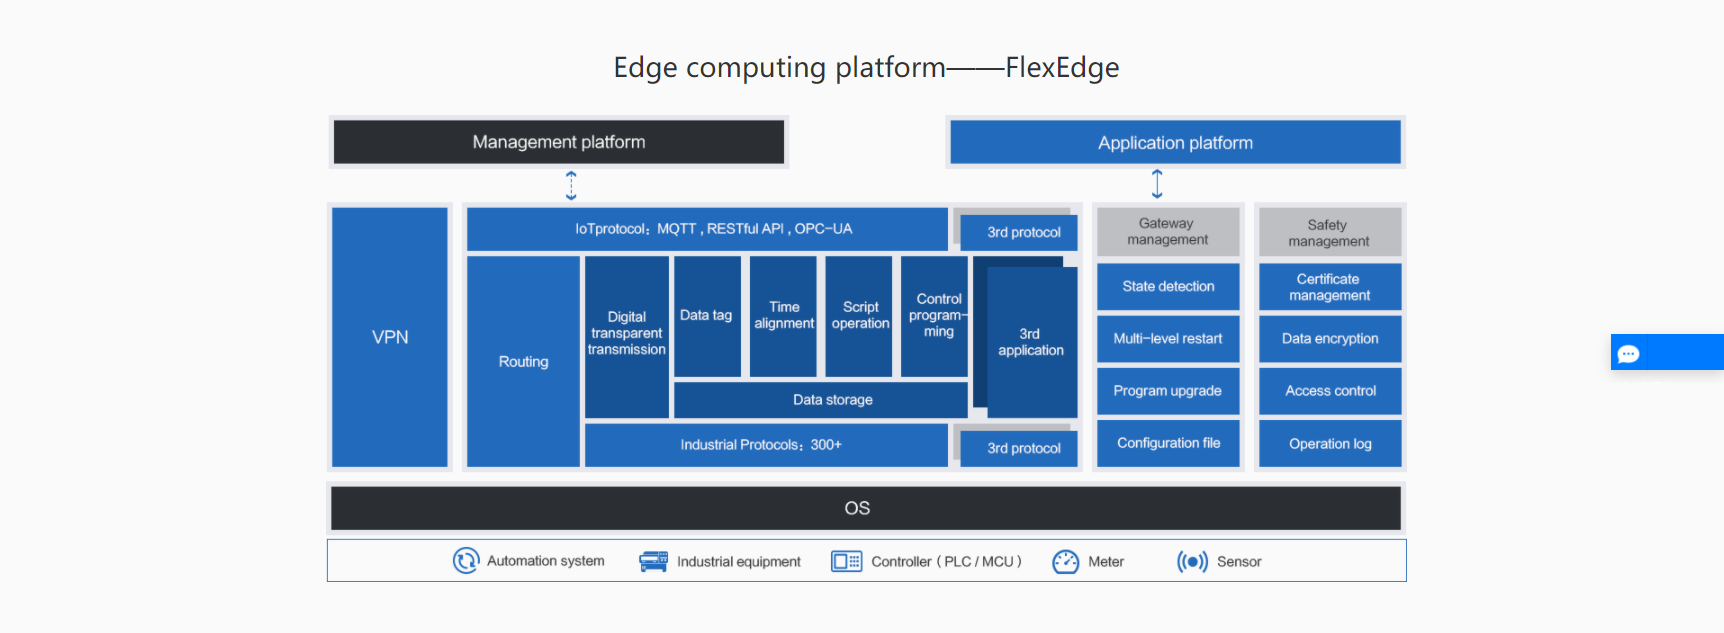 Edge computing platform——FlexEdge
Management platform
Application platform
VPN
IoTprotocol：MQTT , RESTful API , OPC-UA
3rd protocol
Routing
Digital
transparent
transmission
Data tag
Time
alignment
Script
operation
Control
program-
ming
3rd
application
Data storage
Industrial Protocols：300+
3rd protocol
Gateway
management
State detection
Multi-level restart
Program upgrade
Configuration file
Safety
management
Certificate
management
Data encryption
Access control
Operation log
OS
Automation system
Industrial equipment
Controller ( PLC / MCU )
Meter
Sensor